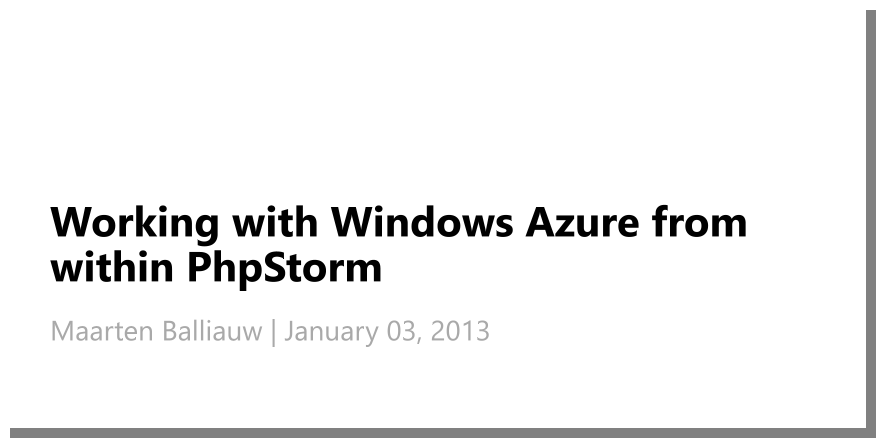 Working with Windows Azure from
within PhpStorm
Maarten Balliauw | January 03, 2013